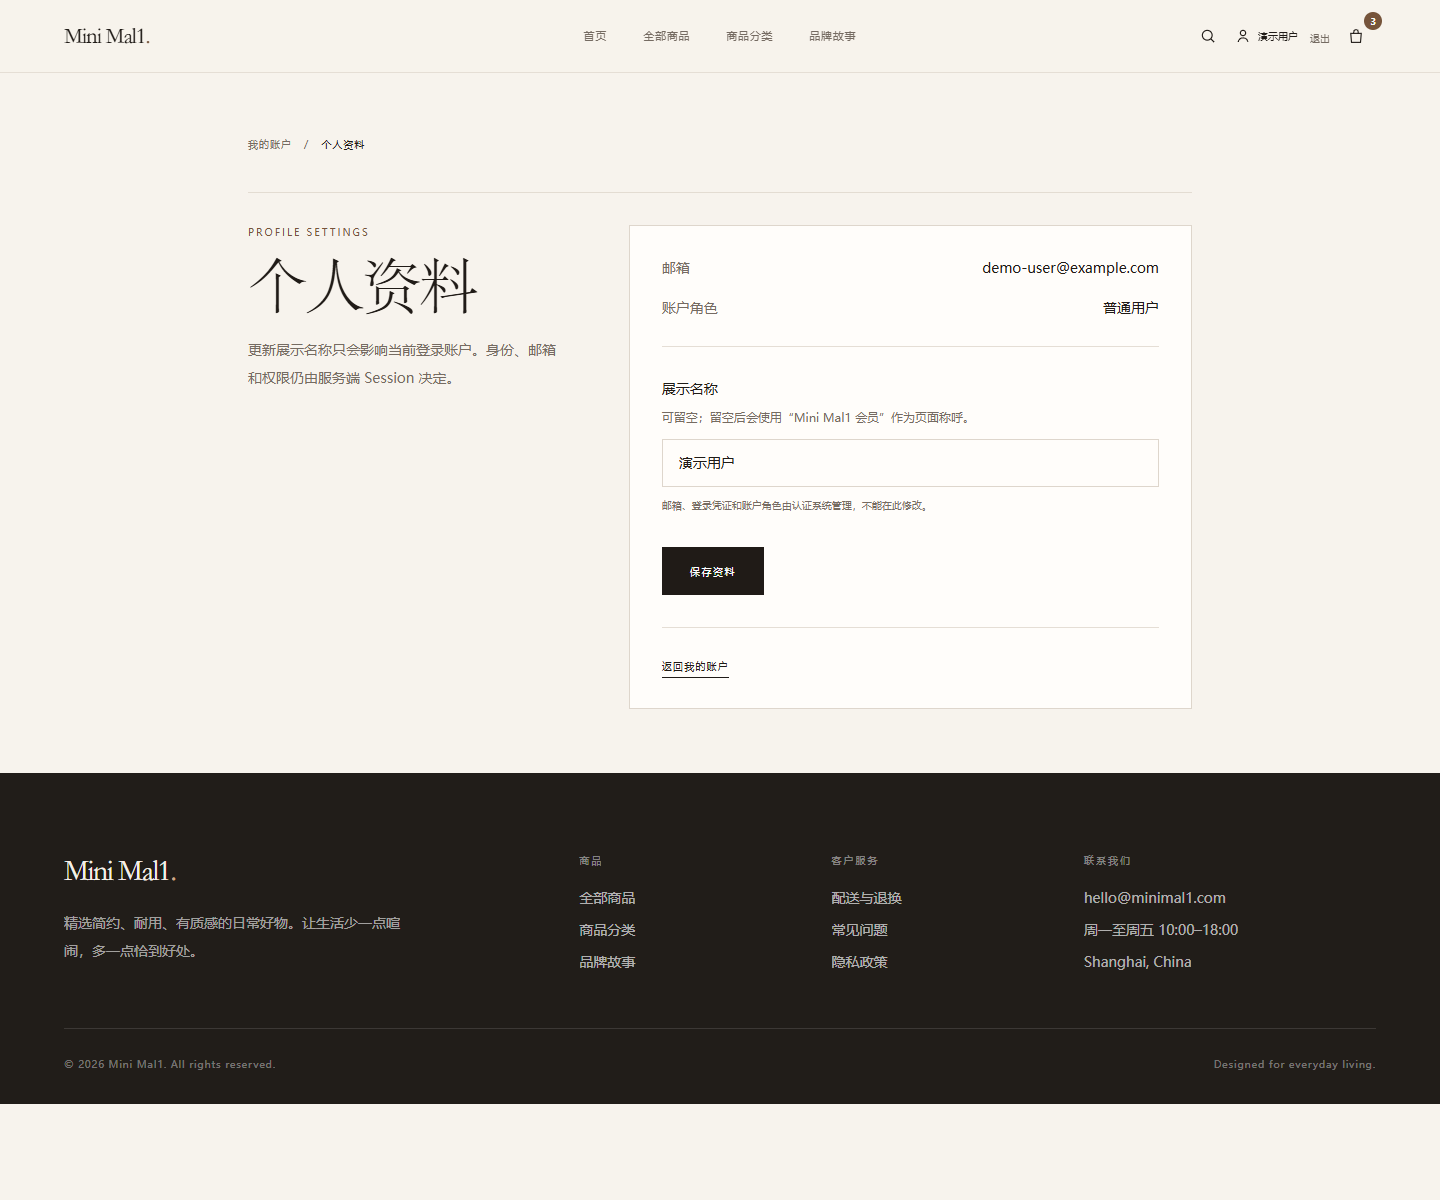 Mini Mal1.
首页 全部商品 商品分类 品牌故事
演示用户 退出 3
我的账户 / 个人资料
PROFILE SETTINGS
个人资料
更新展示名称只会影响当前登录账户。身份、邮箱
和权限仍由服务端 Session 决定。
邮箱 demo-user@example.com
账户角色 普通用户
展示名称
可留空；留空后会使用“Mini Mal1 会员”作为页面称呼。
演示用户
邮箱、登录凭证和账户角色由认证系统管理，不能在此修改。
保存资料
返回我的账户
Mini Mal1.
精选简约、耐用、有质感的日常好物。让生活少一点喧
闹，多一点恰到好处。
商品
全部商品
商品分类
品牌故事
客户服务
配送与退换
常见问题
隐私政策
联系我们
hello@minimal1.com
周一至周五 10:00–18:00
Shanghai, China
© 2026 Mini Mal1. All rights reserved.
Designed for everyday living.